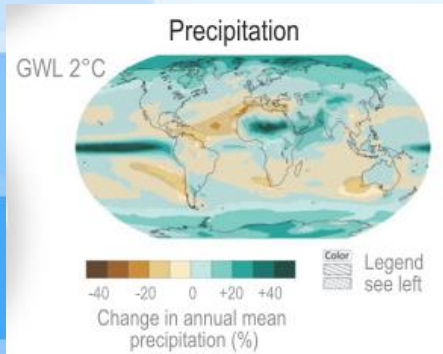 Precipitation
GWL 2°C
-40 -20 0 +20 +40
Change in annual mean
precipitation (%)
Color
Legend
see left